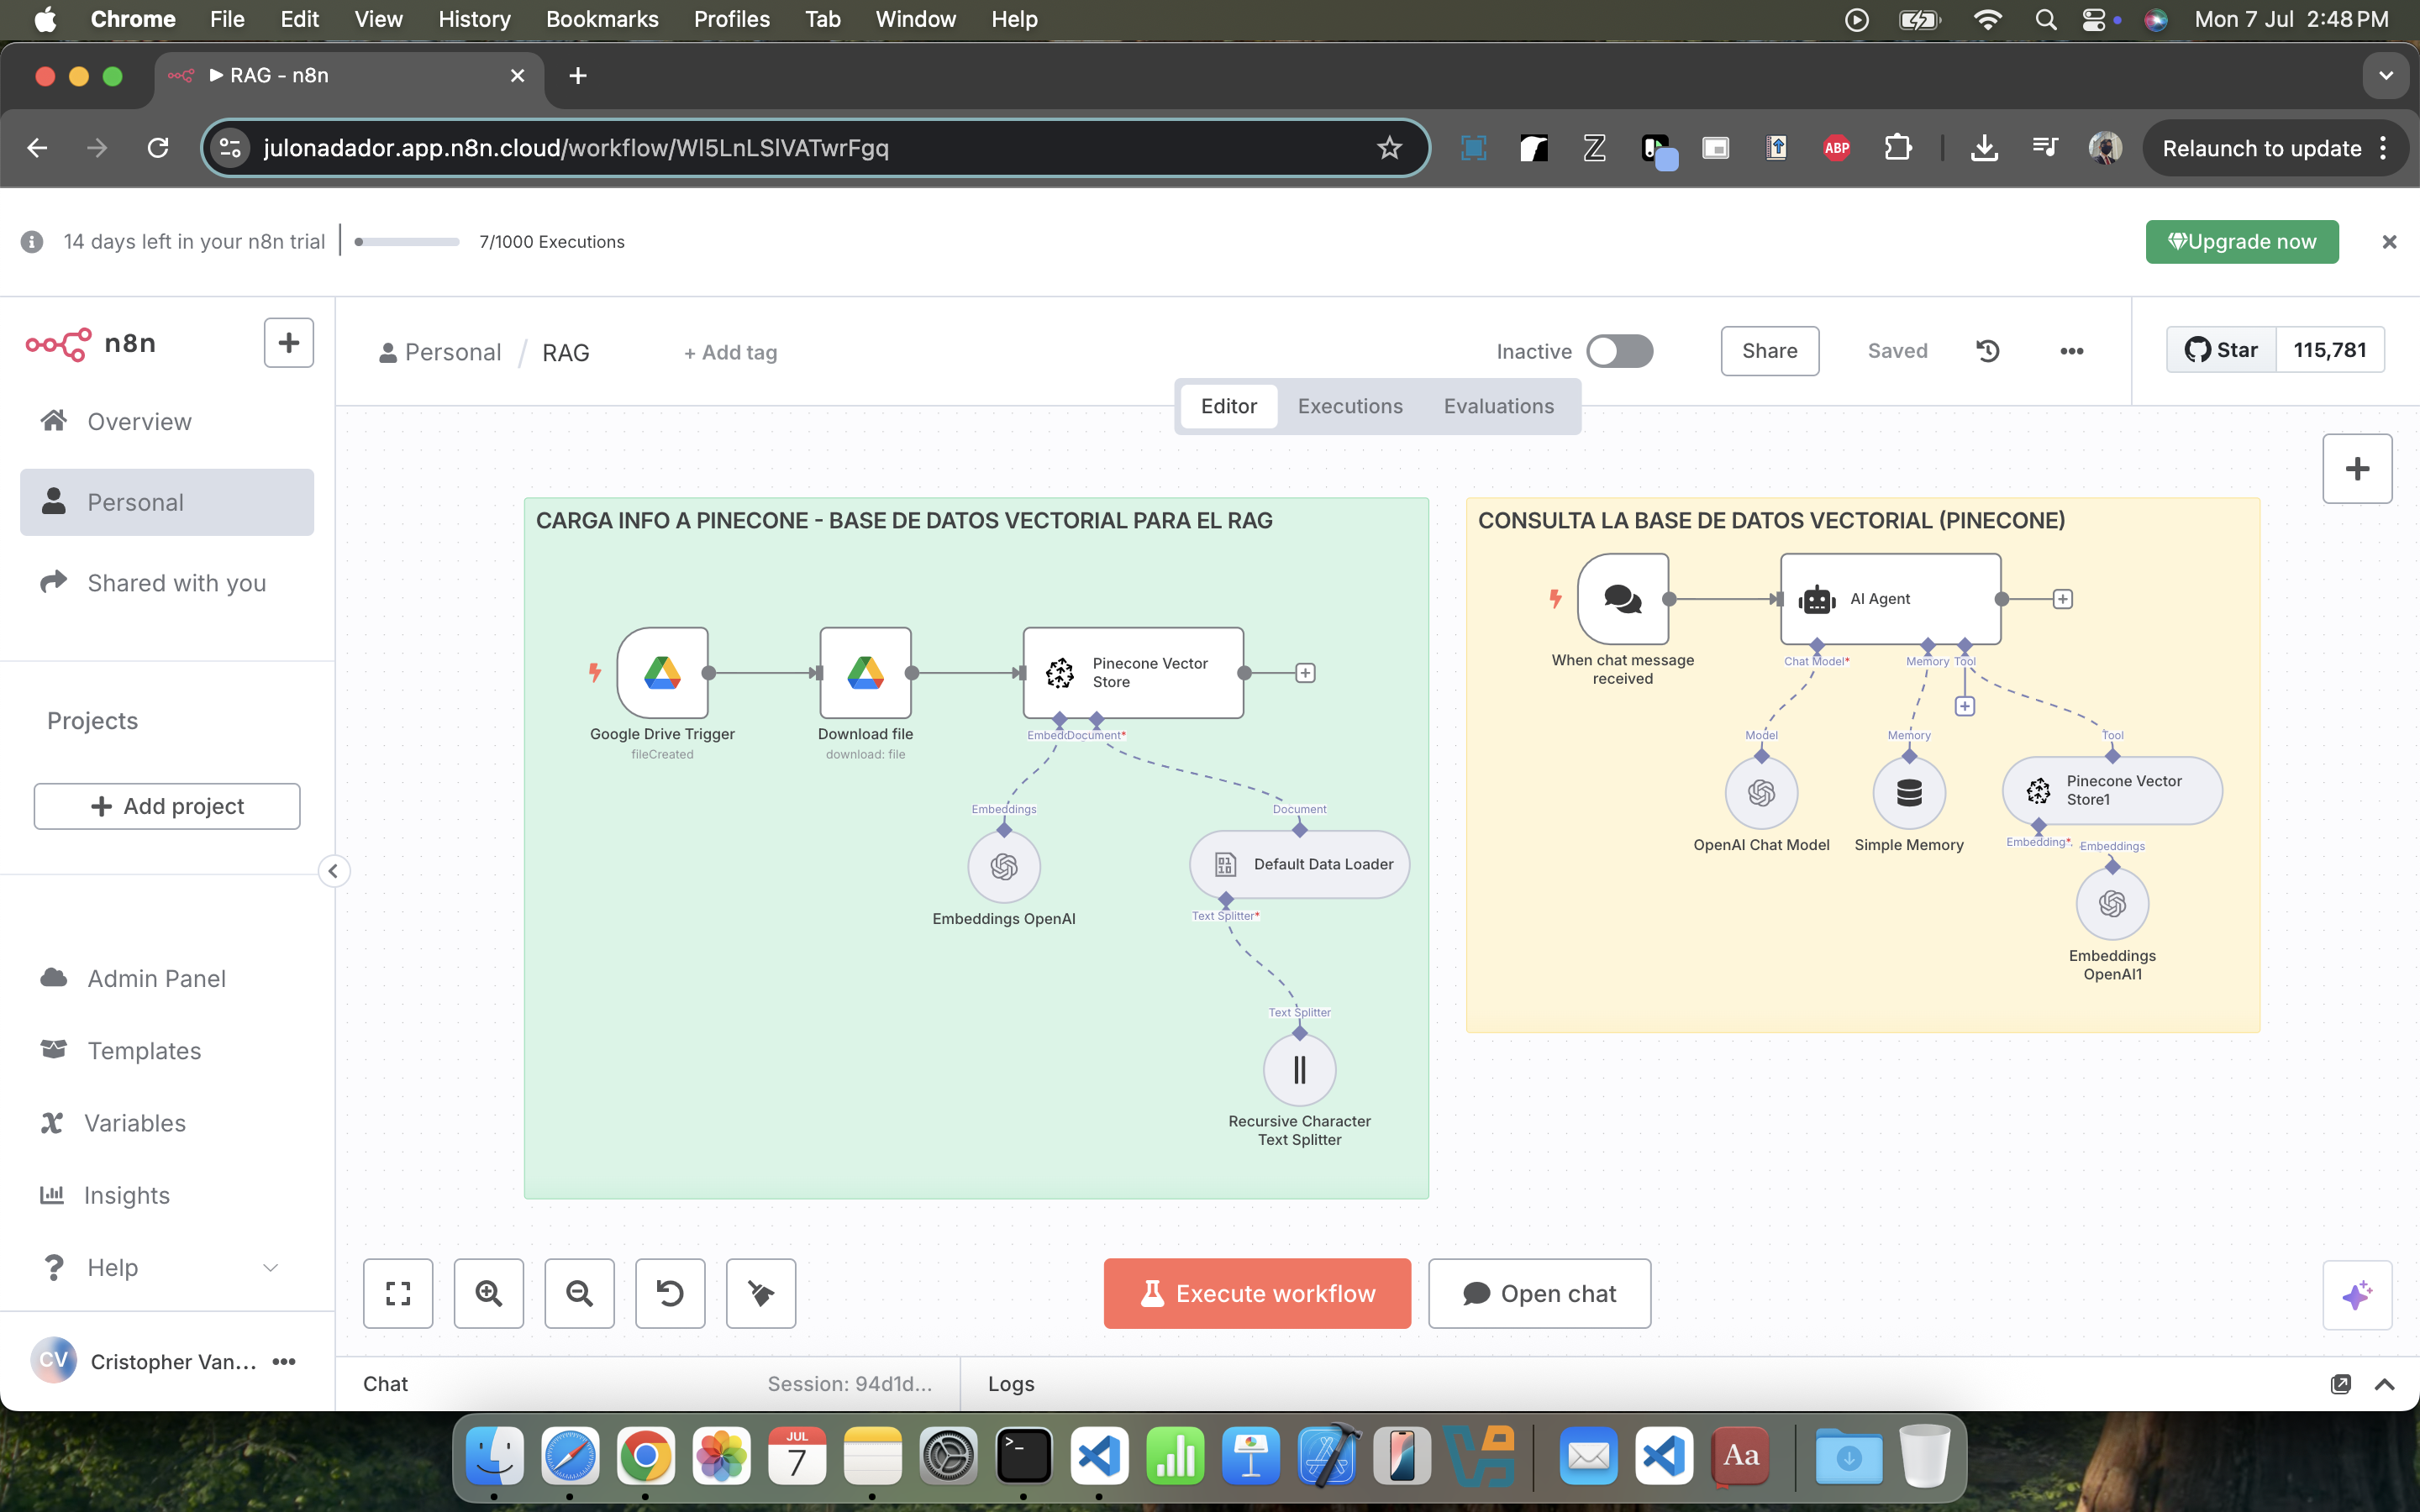 Chrome File Edit View History Bookmarks Profiles Tab Window Help Mon 7 Jul 2:48 PM
RAG - n8n
julonadador.app.n8n.cloud/workflow/Wl5LnLSlVATwrFgq
ABP
Relaunch to update
14 days left in your n8n trial
7/1000 Executions
Upgrade now
n8n
Personal / RAG
+ Add tag
Inactive
Share
Saved
Star 115,781
Editor Executions Evaluations
Overview
Personal
Shared with you
Projects
Add project
Admin Panel
Templates
Variables
Insights
Help
CV
Cristopher Van...
CARGA INFO A PINECONE - BASE DE DATOS VECTORIAL PARA EL RAG
Google Drive Trigger
fileCreated
Download file
download: file
Pinecone Vector
Store
Embed
Document*
Embeddings
Embeddings OpenAI
Document
Default Data Loader
Text Splitter*
Text Splitter
Recursive Character
Text Splitter
CONSULTA LA BASE DE DATOS VECTORIAL (PINECONE)
When chat message
received
AI Agent
Chat Model*
Memory
Tool
Model
OpenAI Chat Model
Memory
Simple Memory
Tool
Pinecone Vector
Store1
Embedding*
Embeddings
Embeddings
OpenAI1
Execute workflow
Open chat
Chat
Session: 94d1d...
Logs
JUL
7
Aa